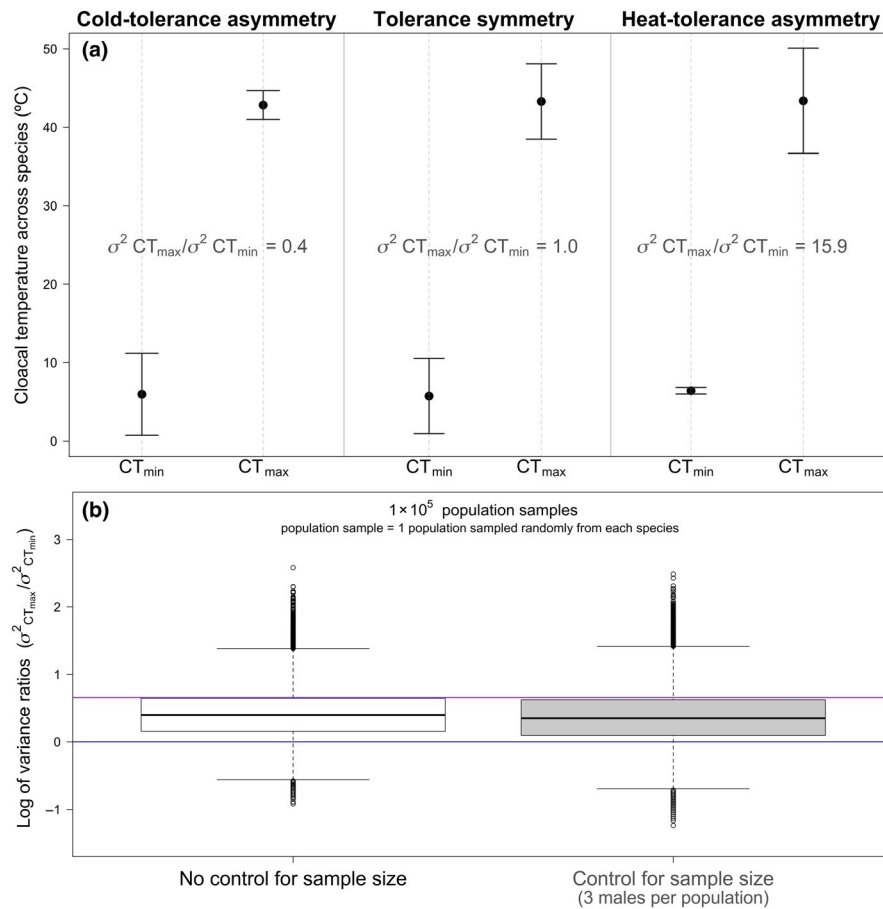 Cold-tolerance asymmetry
Tolerance symmetry
Heat-tolerance asymmetry
(a)
Cloacal temperature across species (ºC)
50
40
30
20
10
0
σ² CTmax/σ² CTmin = 0.4
σ² CTmax/σ² CTmin = 1.0
σ² CTmax/σ² CTmin = 15.9
CTmin
CTmax
CTmin
CTmax
CTmin
CTmax
(b)
1×10⁵ population samples
population sample = 1 population sampled randomly from each species
Log of variance ratios (σ²CTmax/σ²CTmin)
3
2
1
0
−1
No control for sample size
Control for sample size
(3 males per population)